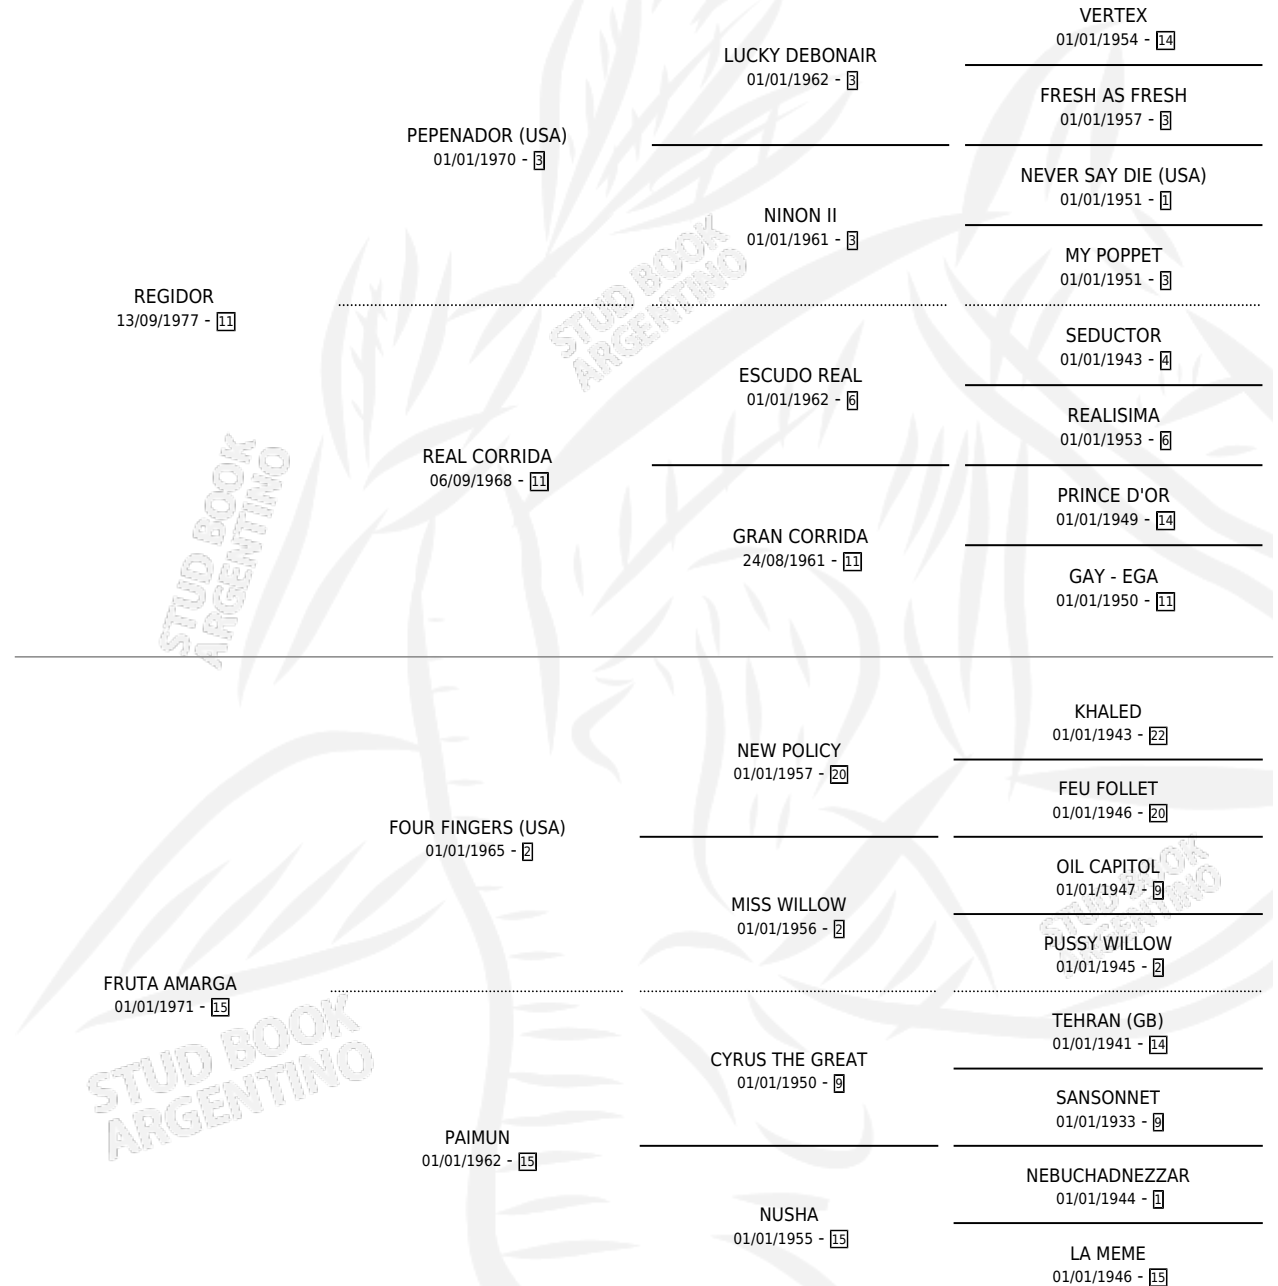 VERTEX
01/01/1954 - 14
LUCKY DEBONAIR
01/01/1962 - 3
FRESH AS FRESH
01/01/1957 - 3
PEPENADOR (USA)
01/01/1970 - 3
NEVER SAY DIE (USA)
01/01/1951 - 1
NINON II
01/01/1961 - 3
MY POPPET
01/01/1951 - 3
REGIDOR
13/09/1977 - 11
STUD BOOK
ARGENTINO
SEDUCTOR
01/01/1943 - 4
ESCUDO REAL
01/01/1962 - 6
REALISIMA
01/01/1953 - 6
REAL CORRIDA
06/09/1968 - 11
PRINCE D'OR
01/01/1949 - 14
GRAN CORRIDA
24/08/1961 - 11
GAY - EGA
01/01/1950 - 11
STUD BOOK
ARGENTINO
KHALED
01/01/1943 - 22
NEW POLICY
01/01/1957 - 20
FEU FOLLET
01/01/1946 - 20
FOUR FINGERS (USA)
01/01/1965 - 2
OIL CAPITOL
01/01/1947 - 9
MISS WILLOW
01/01/1956 - 2
PUSSY WILLOW
01/01/1945 - 2
STUD BOOK
ARGENTINO
FRUTA AMARGA
01/01/1971 - 15
TEHRAN (GB)
01/01/1941 - 14
CYRUS THE GREAT
01/01/1950 - 9
SANSONNET
01/01/1933 - 9
STUD BOOK
ARGENTINO
PAIMUN
01/01/1962 - 15
NEBUCHADNEZZAR
01/01/1944 - 1
NUSHA
01/01/1955 - 15
LA MEME
01/01/1946 - 15